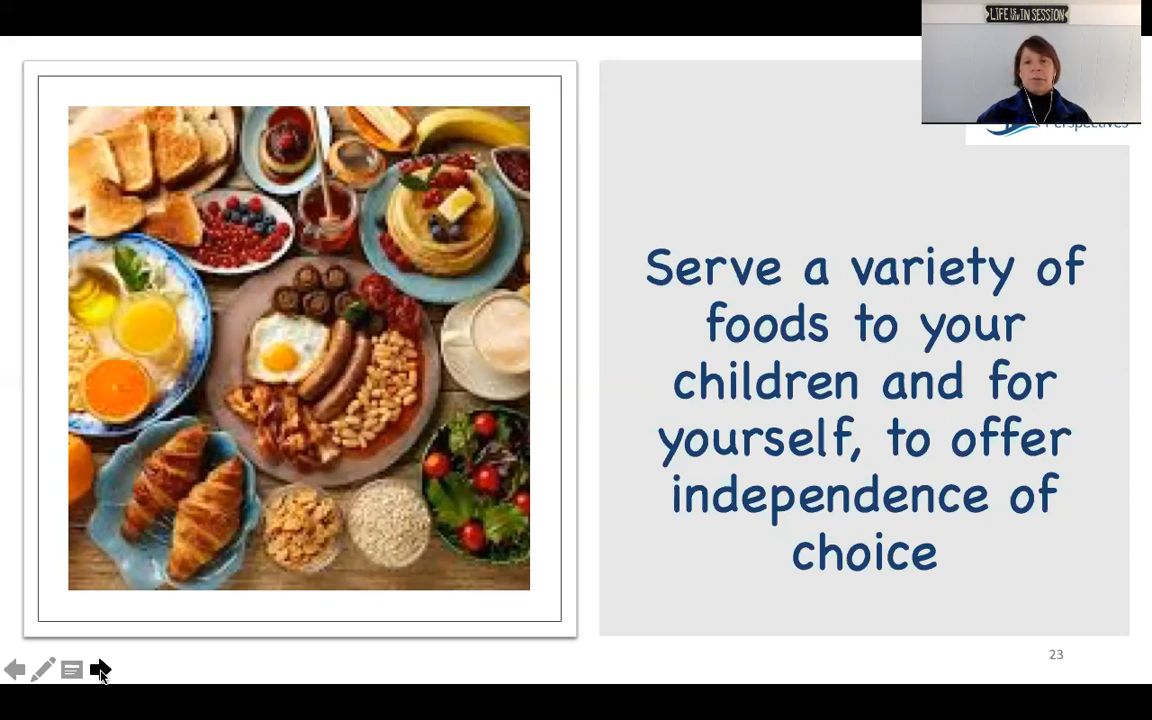 LIFE IS IN SESSION
Perspectives
Serve a variety of
foods to your
children and for
yourself, to offer
independence of
choice
23